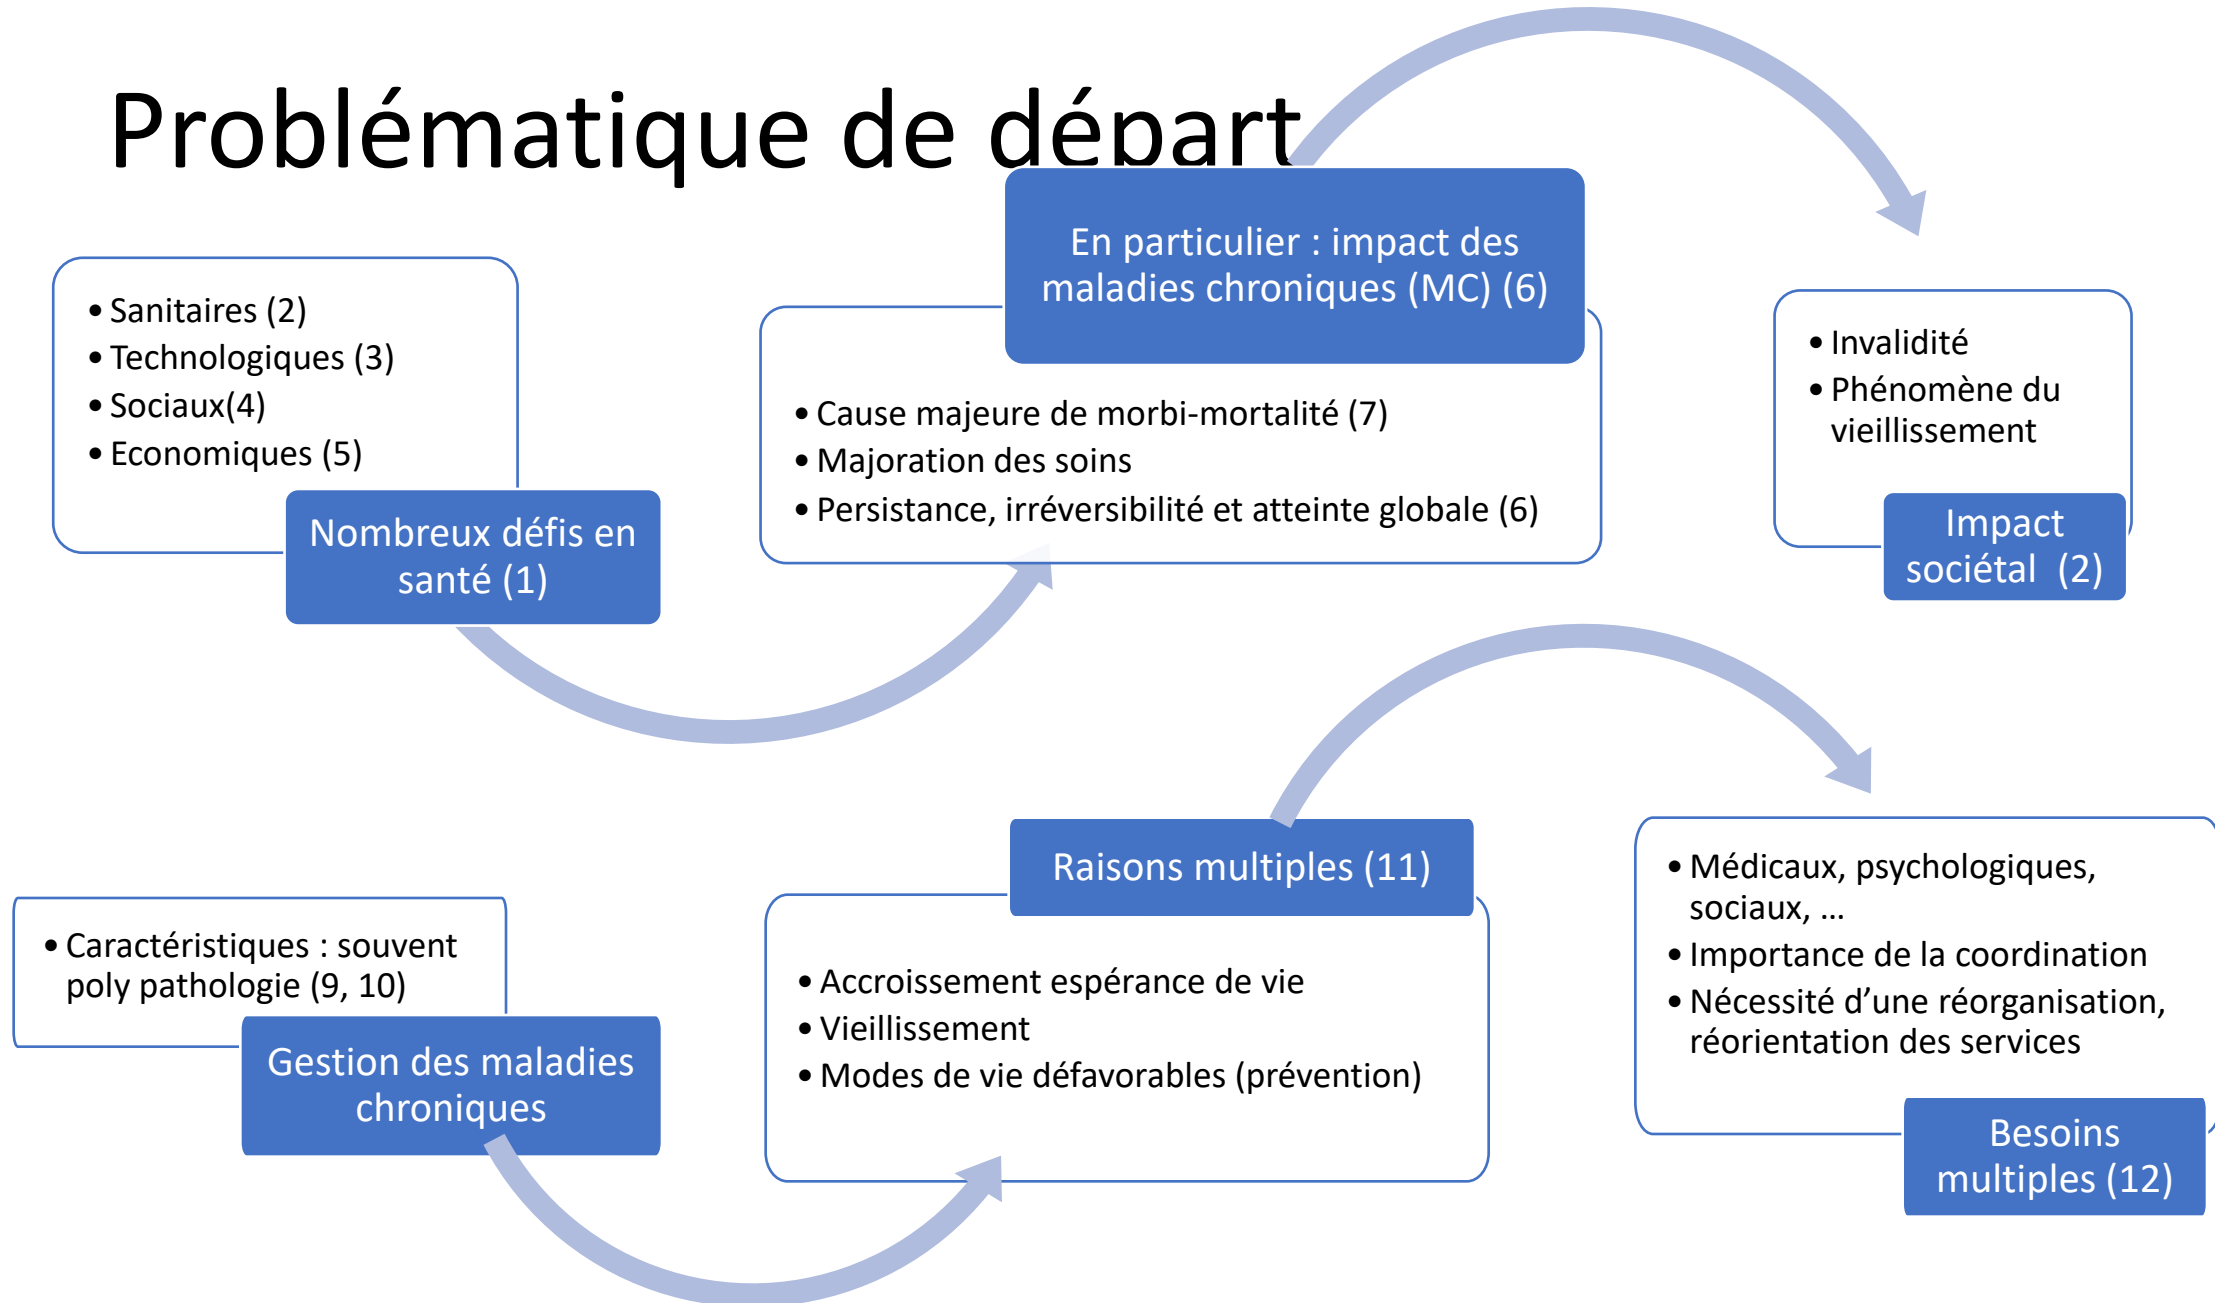 Problématique de départ
• Sanitaires (2)
• Technologiques (3)
• Sociaux(4)
• Economiques (5)
Nombreux défis en
santé (1)
En particulier : impact des
maladies chroniques (MC) (6)
• Cause majeure de morbi-mortalité (7)
• Majoration des soins
• Persistance, irréversibilité et atteinte globale (6)
• Invalidité
• Phénomène du
vieillissement
Impact
sociétal (2)
• Caractéristiques : souvent
poly pathologie (9, 10)
Gestion des maladies
chroniques
Raisons multiples (11)
• Accroissement espérance de vie
• Vieillissement
• Modes de vie défavorables (prévention)
• Médicaux, psychologiques,
sociaux, ...
• Importance de la coordination
• Nécessité d’une réorganisation,
réorientation des services
Besoins
multiples (12)